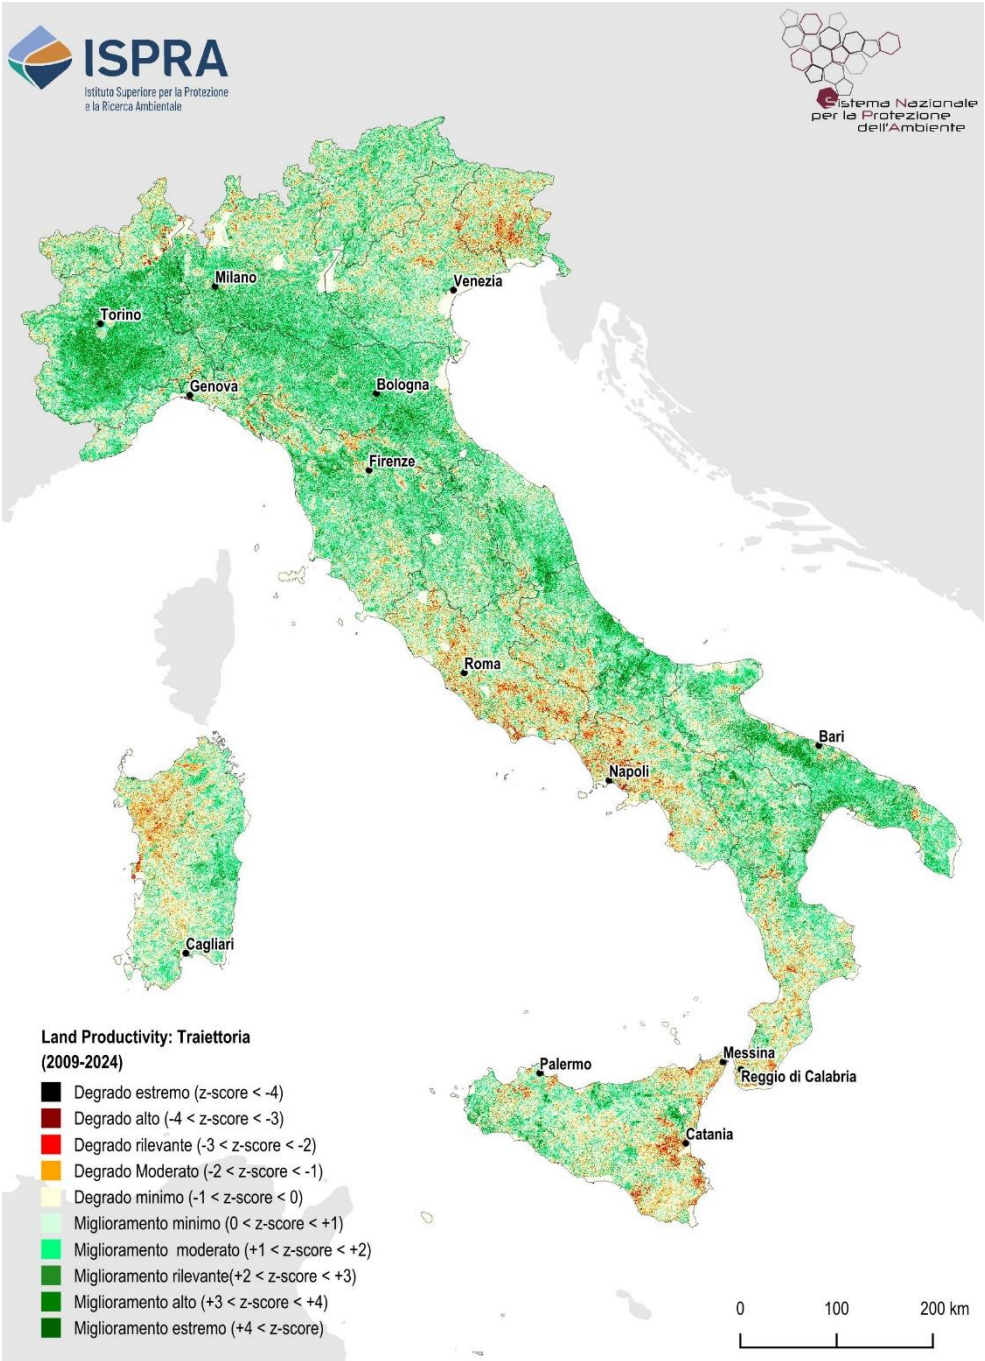 ISPRA
Istituto Superiore per la Protezione
e la Ricerca Ambientale
Sistema Nazionale
per la Protezione
dell'Ambiente
Milano
Venezia
Torino
Genova
Bologna
Firenze
Roma
Bari
Napoli
Cagliari
Messina
Palermo
Reggio di Calabria
Catania
Land Productivity: Traiettoria
(2009-2024)
Degrado estremo (z-score < -4)
Degrado alto (-4 < z-score < -3)
Degrado rilevante (-3 < z-score < -2)
Degrado Moderato (-2 < z-score < -1)
Degrado minimo (-1 < z-score < 0)
Miglioramento minimo (0 < z-score < +1)
Miglioramento  moderato (+1 < z-score < +2)
Miglioramento rilevante(+2 < z-score < +3)
Miglioramento alto (+3 < z-score < +4)
Miglioramento estremo (+4 < z-score)
0 100 200 km